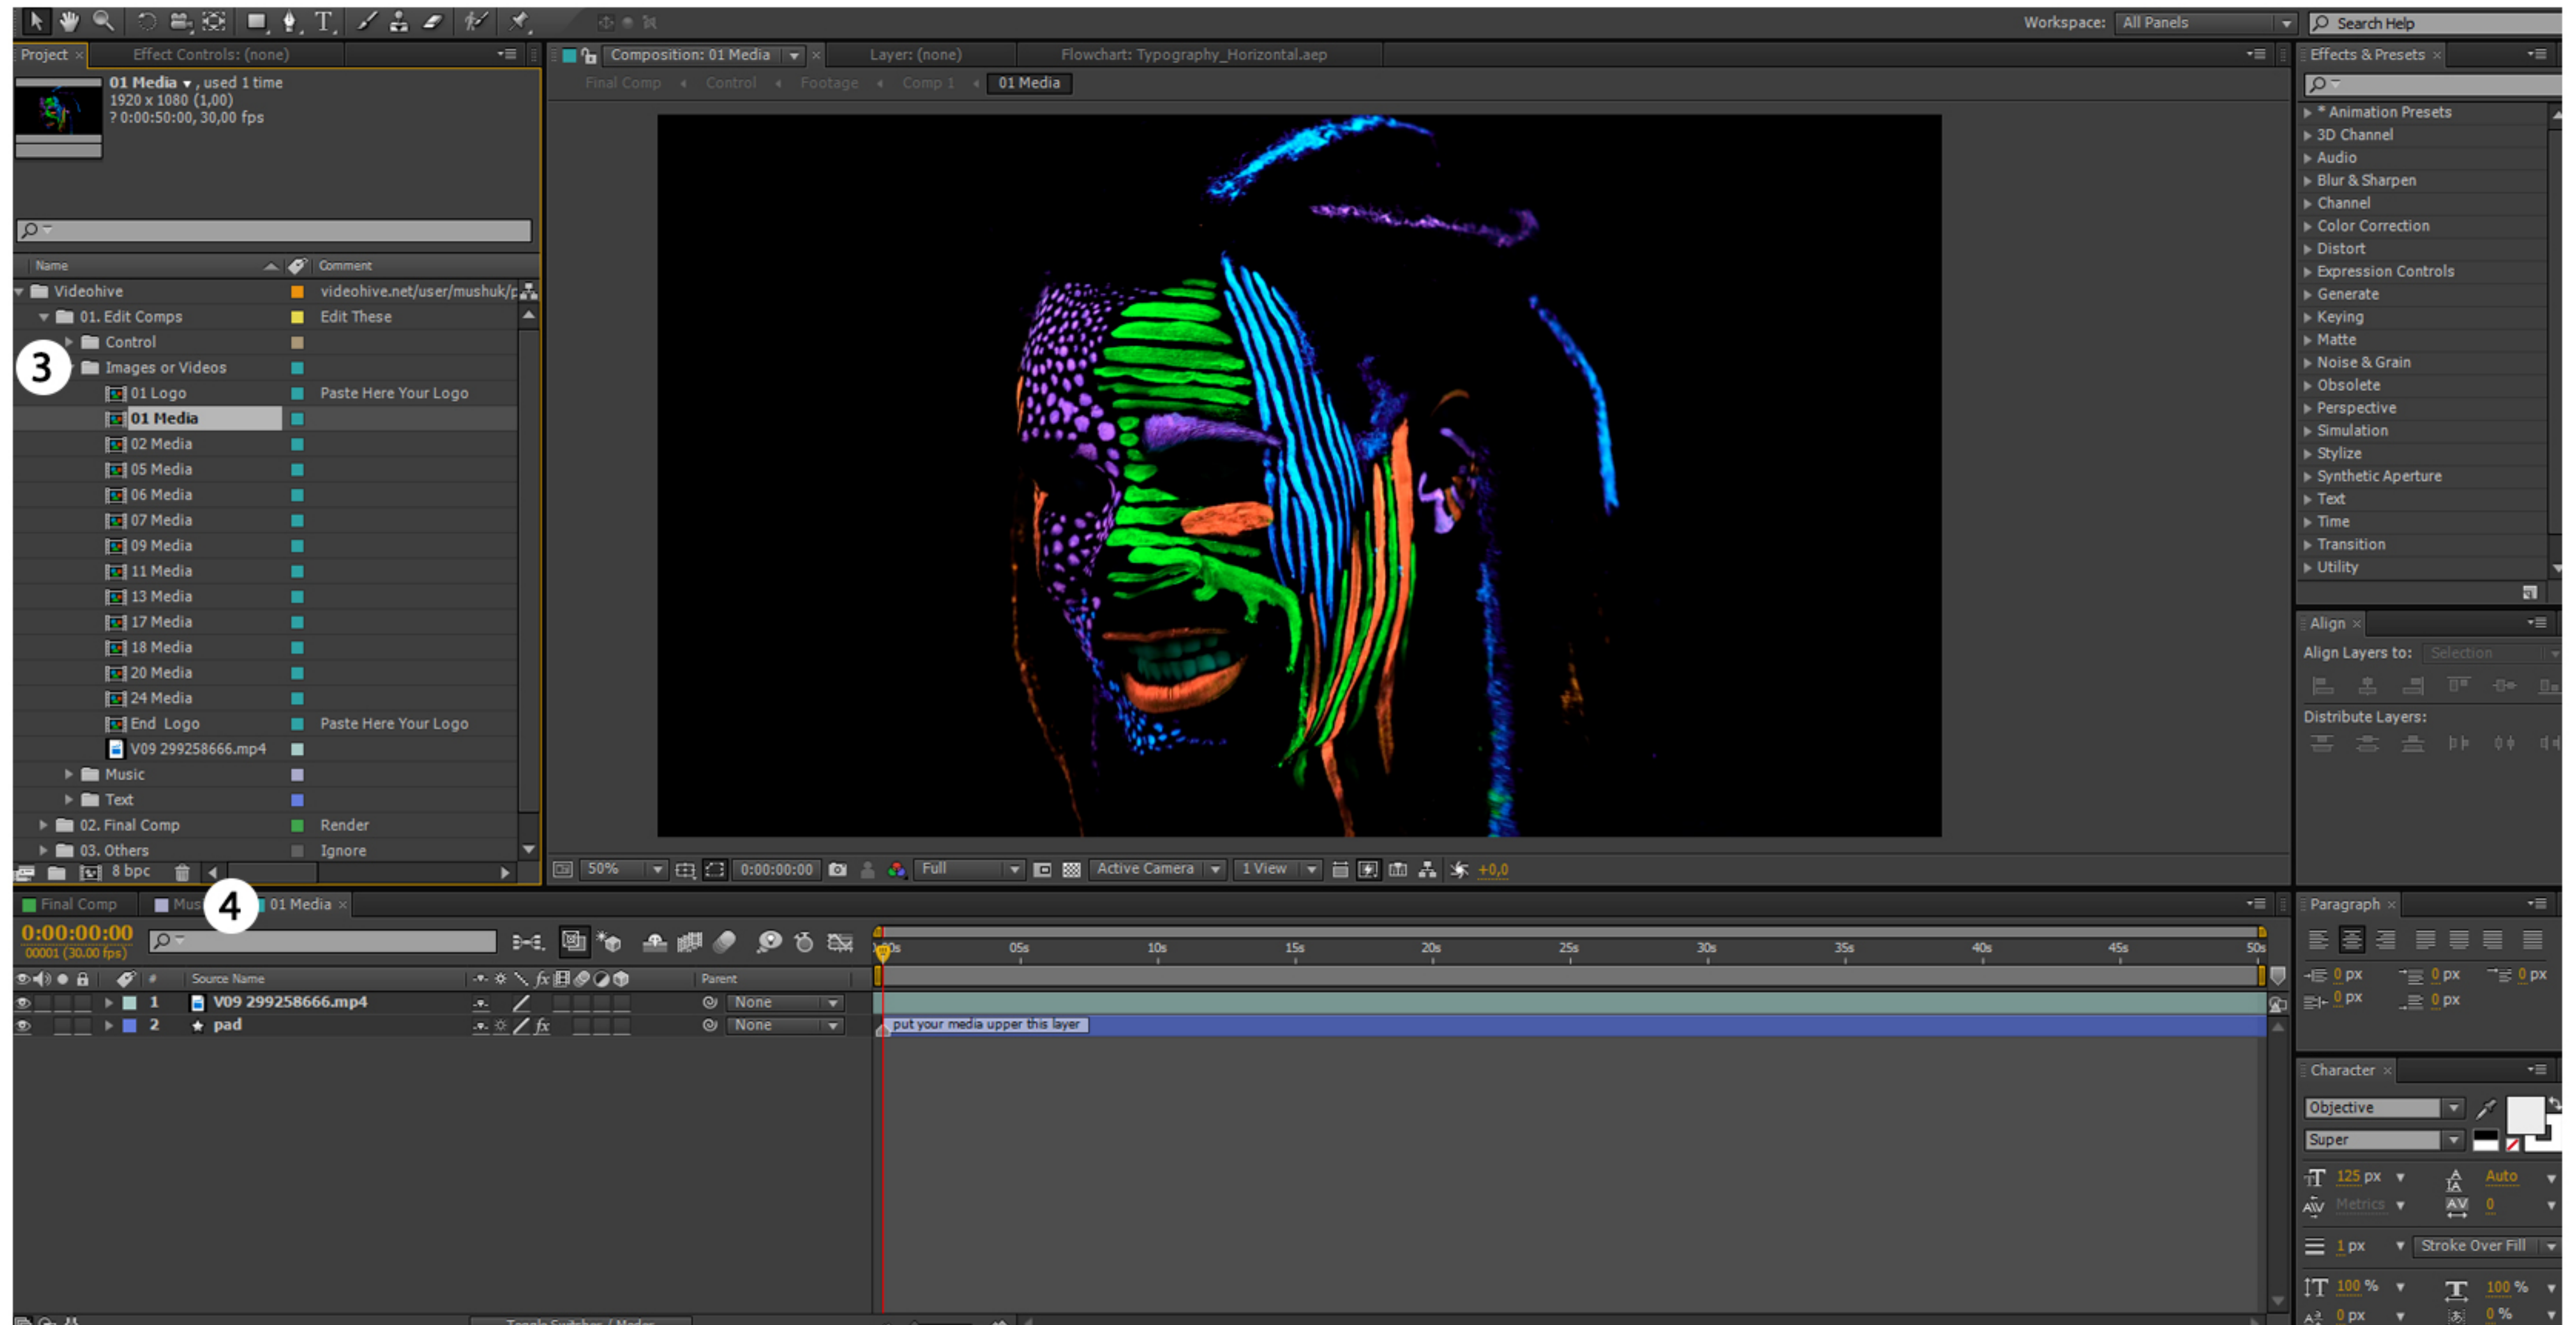 Workspace: All Panels
Search Help
Project
Effect Controls: (none)
Composition: 01 Media
Layer: (none)
Flowchart: Typography_Horizontal.aep
Effects & Presets
01 Media , used 1 time
1920 x 1080 (1,00)
? 0:00:50:00, 30,00 fps
Final Comp
Control
Footage
Comp 1
01 Media
* Animation Presets
3D Channel
Audio
Blur & Sharpen
Channel
Color Correction
Distort
Expression Controls
Generate
Keying
Matte
Noise & Grain
Obsolete
Perspective
Simulation
Stylize
Synthetic Aperture
Text
Time
Transition
Utility
Name
Comment
Videohive videohive.net/user/mushuk/p
01. Edit Comps Edit These
Control
3
Images or Videos
01 Logo Paste Here Your Logo
01 Media
02 Media
05 Media
06 Media
07 Media
09 Media
11 Media
13 Media
17 Media
18 Media
20 Media
24 Media
End Logo Paste Here Your Logo
V09 299258666.mp4
Music
Text
02. Final Comp Render
03. Others Ignore
8 bpc
50%
0:00:00:00
Full
Active Camera
1 View
+0,0
Align
Align Layers to: Selection
Distribute Layers:
Final Comp
Mus
4
01 Media
0:00:00:00
00001 (30.00 fps)
05s 10s 15s 20s 25s 30s 35s 40s 45s 50s
# Source Name
fx
Parent
1 V09 299258666.mp4 None
2 pad fx None
put your media upper this layer
Paragraph
0 px 0 px 0 px
0 px 0 px
Character
Objective
Super
125 px Auto
Metrics 0
1 px Stroke Over Fill
100 % 100 %
0 px 0 %